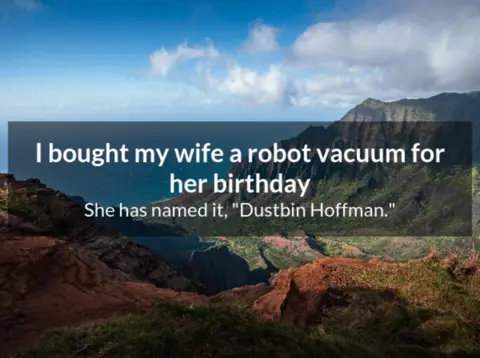 I bought my wife a robot vacuum for
her birthday
She has named it, "Dustbin Hoffman."